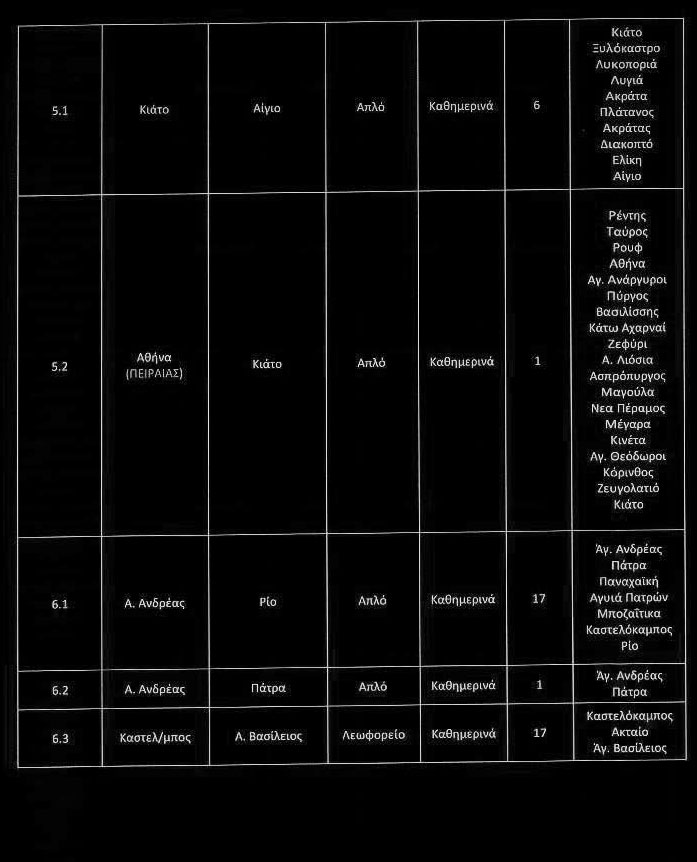 5.1
Κιάτο
Αίγιο
Απλό
Καθημερινά
6
Κιάτο
Ξυλόκαστρο
Λυκοποριά
Λυγιά
Ακράτα
Πλάτανος
Ακράτας
Διακοπτό
Ελίκη
Αίγιο
5.2
Αθήνα
(ΠΕΙΡΑΙΑΣ)
Κιάτο
Απλό
Καθημερινά
1
Ρέντης
Ταύρος
Ρουφ
Αθήνα
Αγ. Ανάργυροι
Πύργος
Βασιλίσσης
Κάτω Αχαρναί
Ζεφύρι
Α. Λιόσια
Ασπρόπυργος
Μαγούλα
Νεα Πέραμος
Μέγαρα
Κινέτα
Αγ. Θεόδωροι
Κόρινθος
Ζευγολατιό
Κιάτο
6.1
Α. Ανδρέας
Ρίο
Απλό
Καθημερινά
17
Άγ. Ανδρέας
Πάτρα
Παναχαϊκή
Αγυιά Πατρών
Μποζαΐτικα
Καστελόκαμπος
Ρίο
6.2
Α. Ανδρέας
Πάτρα
Απλό
Καθημερινά
1
Άγ. Ανδρέας
Πάτρα
6.3
Καστελ/μπος
Α. Βασίλειος
Λεωφορείο
Καθημερινά
17
Καστελόκαμπος
Ακταίο
Άγ. Βασίλειος